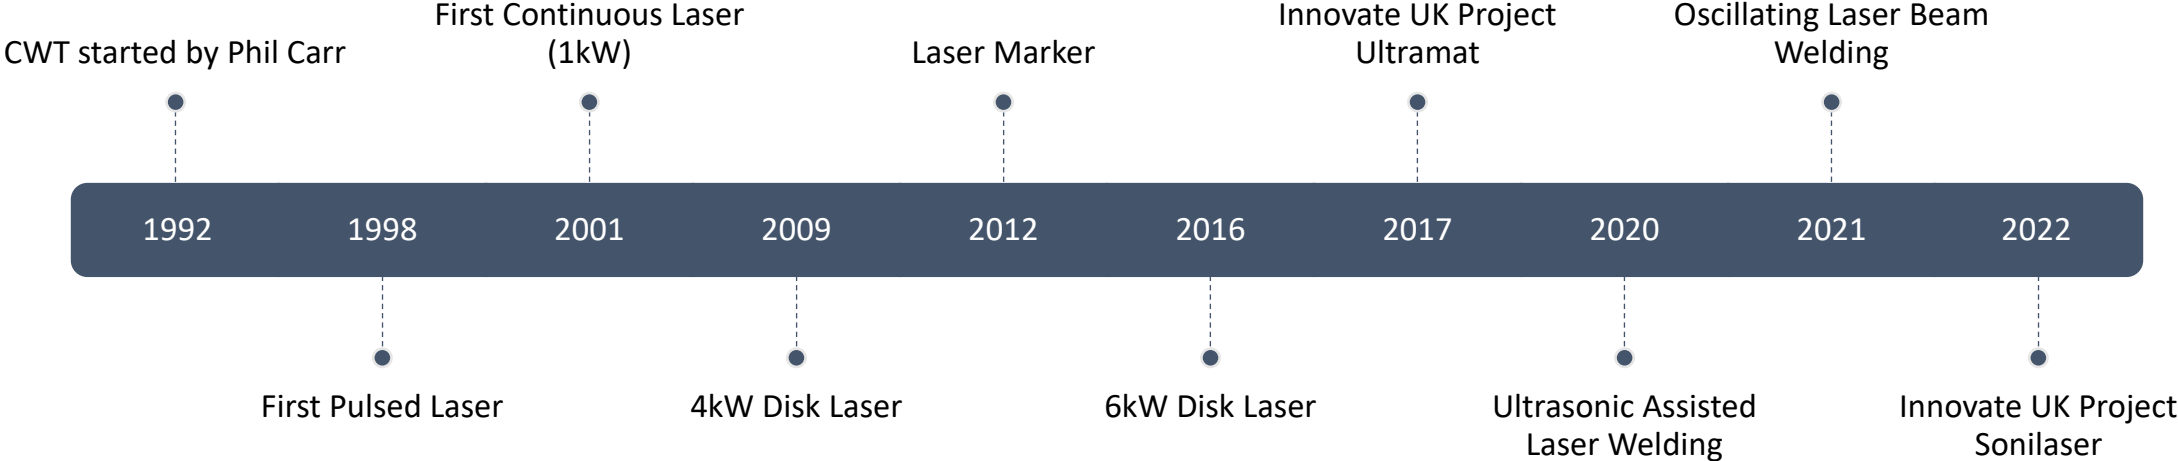 First Continuous Laser
(1kW)
Innovate UK Project
Ultramat
Oscillating Laser Beam
Welding
CWT started by Phil Carr
Laser Marker
1992
1998
2001
2009
2012
2016
2017
2020
2021
2022
First Pulsed Laser
4kW Disk Laser
6kW Disk Laser
Ultrasonic Assisted
Laser Welding
Innovate UK Project
Sonilaser